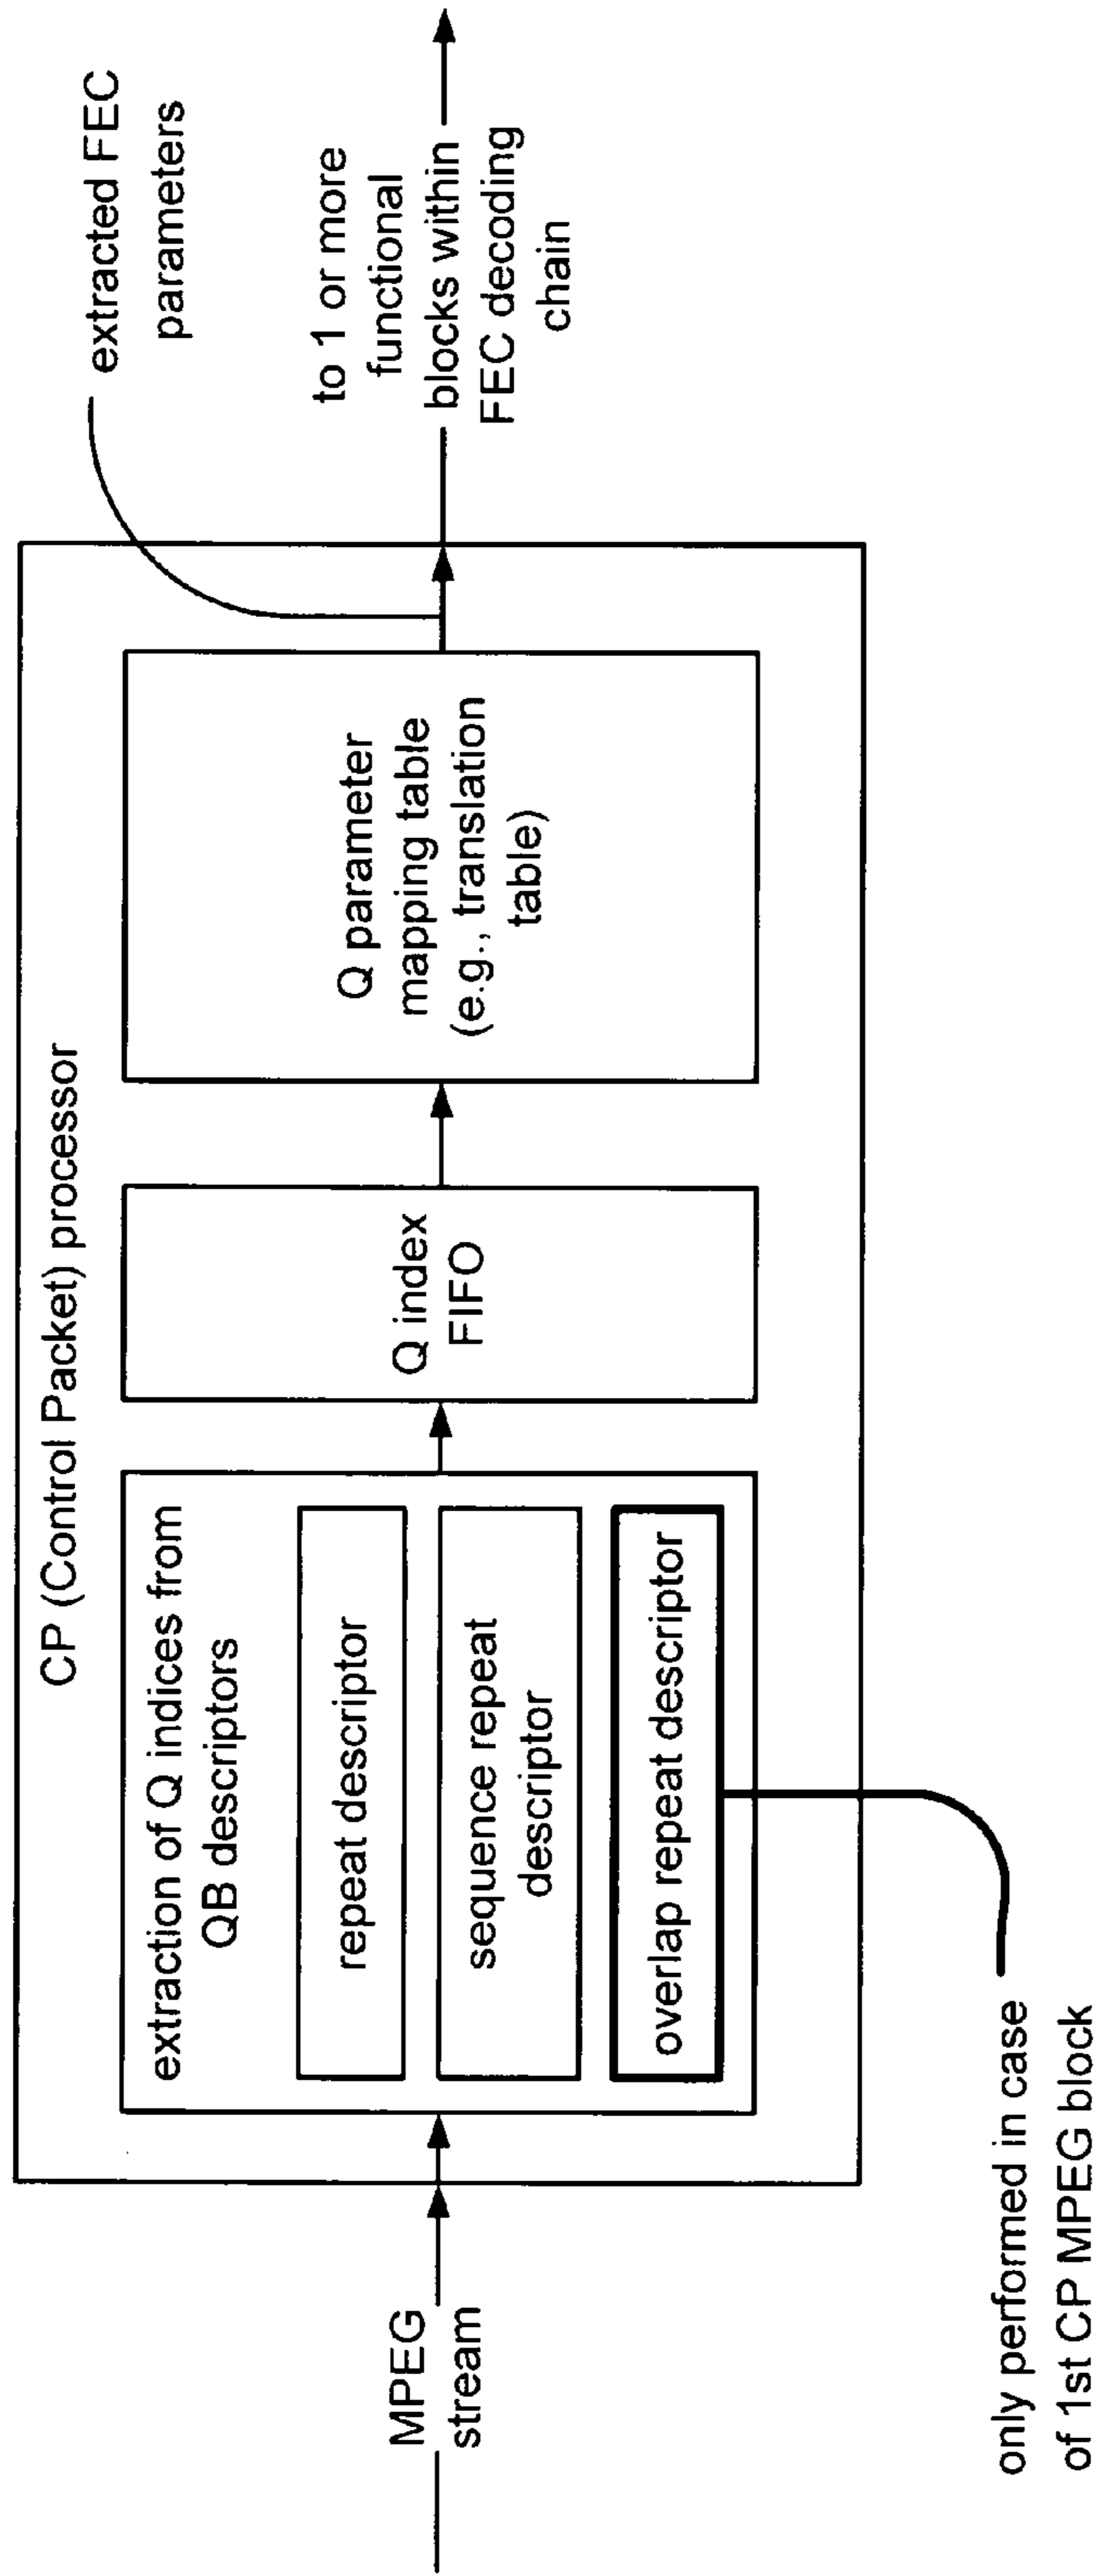 CP (Control Packet) processor
MPEG
stream
extraction of Q indices from
QB descriptors
repeat descriptor
sequence repeat
descriptor
overlap repeat descriptor
only performed in case
of 1st CP MPEG block
Q index
FIFO
Q parameter
mapping table
(e.g., translation
table)
extracted FEC
parameters
to 1 or more
functional
blocks within
FEC decoding
chain